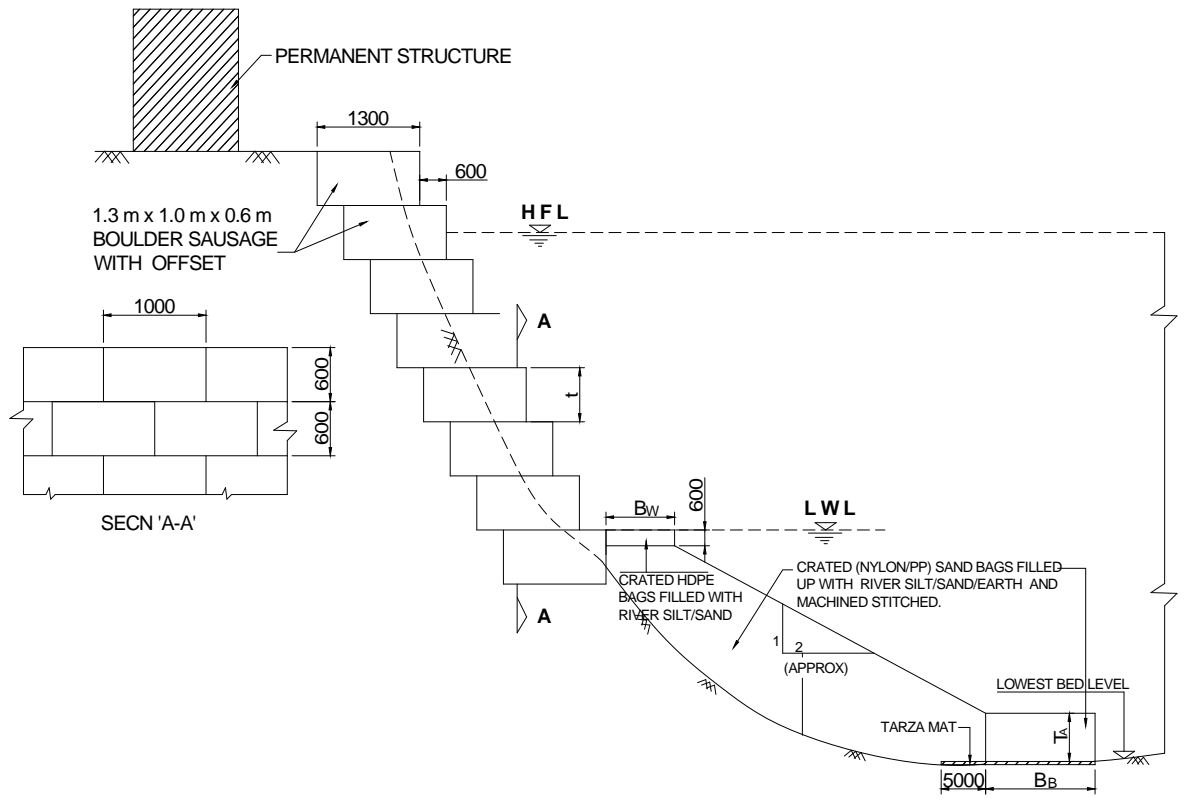 PERMANENT STRUCTURE
1300
600
1.3 m x 1.0 m x 0.6 m
BOULDER SAUSAGE
WITH OFFSET
HFL
1000
A
600
t
600
SECN 'A-A'
BW
600
LWL
CRATED HDPE
BAGS FILLED WITH
RIVER SILT/SAND
A
CRATED (NYLON/PP) SAND BAGS FILLED
UP WITH RIVER SILT/SAND/EARTH AND
MACHINED STITCHED.
1
2
(APPROX)
LOWEST BED LEVEL
TARZA MAT
TA
5000
BB